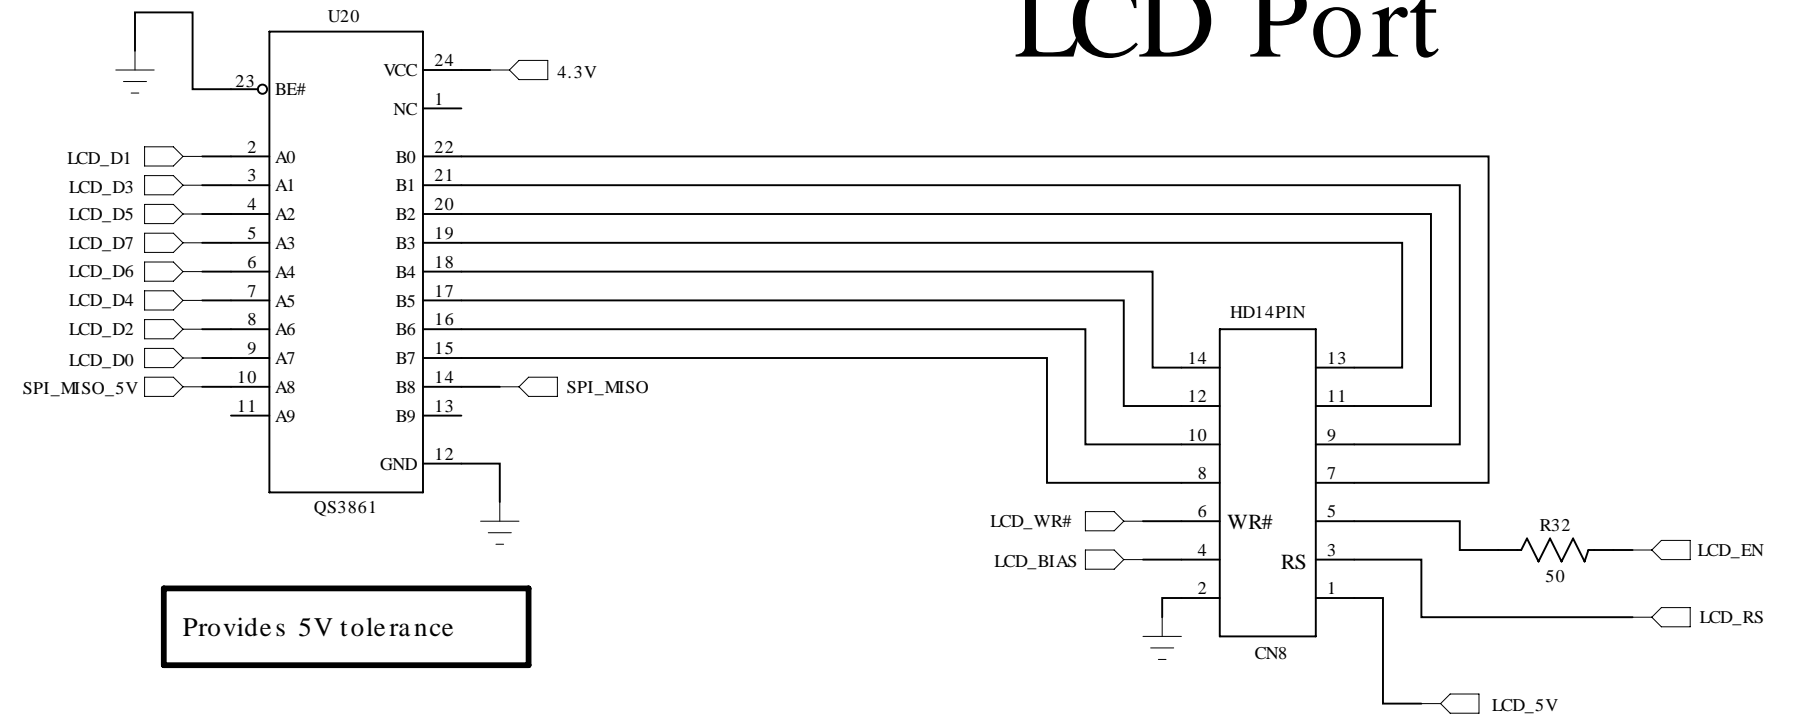 LCD Port
U20
23 BE# VCC 24 4.3V
NC 1
LCD_D1 2 A0 B0 22
LCD_D3 3 A1 B1 21
LCD_D5 4 A2 B2 20
LCD_D7 5 A3 B3 19
LCD_D6 6 A4 B4 18
LCD_D4 7 A5 B5 17
LCD_D2 8 A6 B6 16
LCD_D0 9 A7 B7 15
SPI_MISO_5V 10 A8 B8 14 SPI_MISO
11 A9 B9 13
GND 12
QS3861
Provides 5V tolerance
HD14PIN
14 13
12 11
10 9
8 7
LCD_WR# 6 WR# 5 R32 50 LCD_EN
LCD_BIAS 4 RS 3 LCD_RS
2 1 LCD_5V
CN8